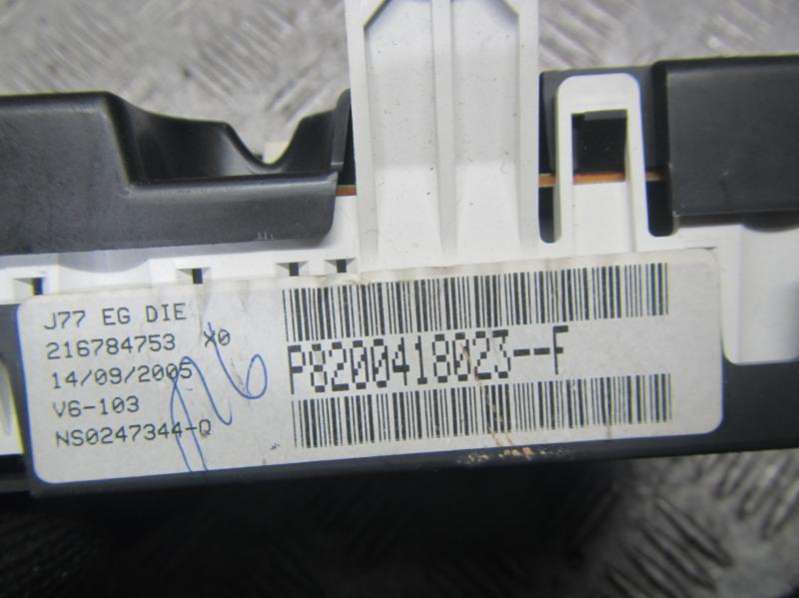 J77 EG DIE
216784753 X0
14/09/2005
V6-103
NS0247344-Q
P8200418023--F